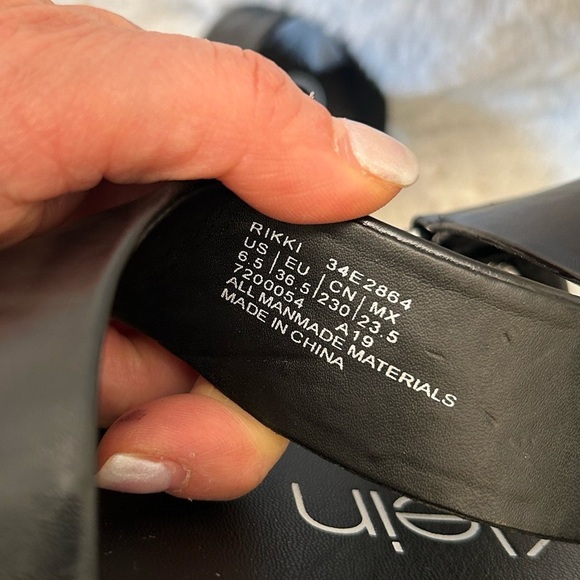 RIKKI 34E2864
US | EU | CN | MX
6.5 | 36.5 | 230 | 23.5
7200054 A19
ALL MANMADE MATERIALS
MADE IN CHINA
klein